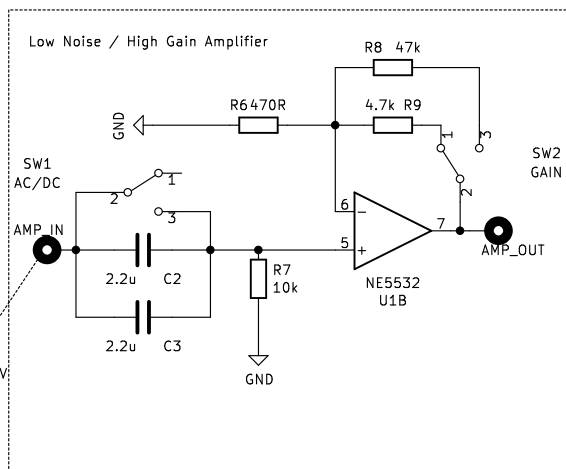 Low Noise / High Gain Amplifier
R8 47k
R6 470R
4.7k R9
GND
1
3
2
SW2
GAIN
SW1
AC/DC
1
2
3
6
7
5
AMP_IN
AMP_OUT
2.2u C2
R7
10k
NE5532
U1B
2.2u C3
GND
V